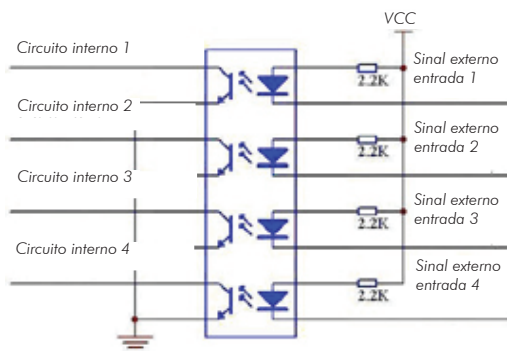 VCC
Circuito interno 1
Sinal externo
entrada 1
2.2K
Circuito interno 2
Sinal externo
entrada 2
2.2K
Circuito interno 3
Sinal externo
entrada 3
2.2K
Circuito interno 4
Sinal externo
entrada 4
2.2K